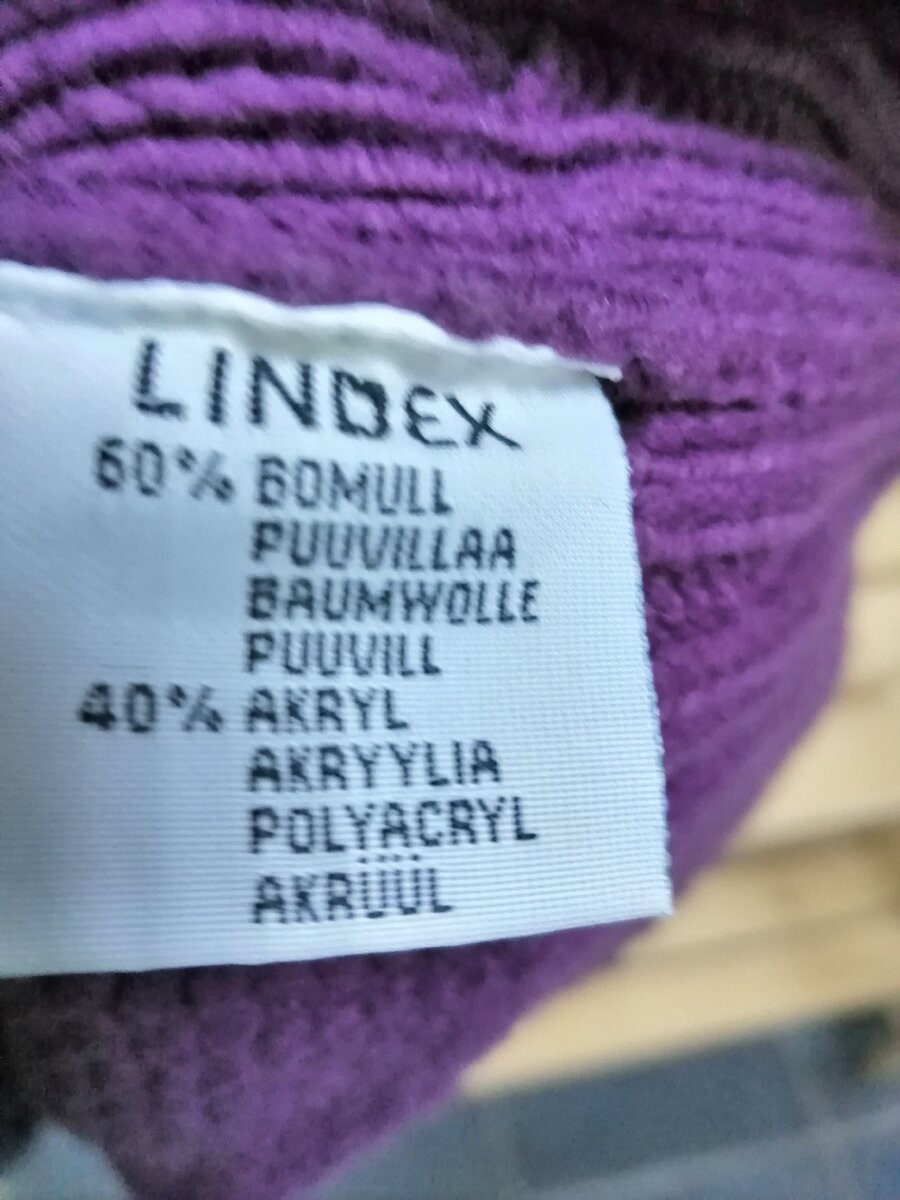 LINDEX
60% BOMULL
PUUVILLAA
BAUMWOLLE
PUUVILL
40% AKRYL
AKRYYLIA
POLYACRYL
AKRÜÜL